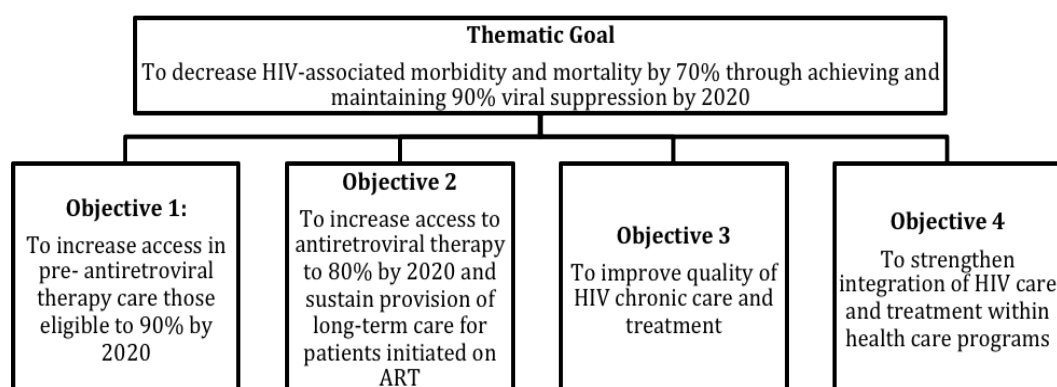 Thematic Goal
To decrease HIV-associated morbidity and mortality by 70% through achieving and
maintaining 90% viral suppression by 2020
Objective 1:
To increase access in
pre- antiretroviral
therapy care those
eligible to 90% by
2020
Objective 2
To increase access to
antiretroviral therapy
to 80% by 2020 and
sustain provision of
long-term care for
patients initiated on
ART
Objective 3
To improve quality of
HIV chronic care and
treatment
Objective 4
To strengthen
integration of HIV care
and treatment within
health care programs